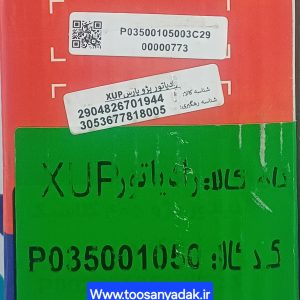 P03500105003C29
00000773
رادیاتور پژو پارس XUP
شناسه کالا: 2904826701944
شناسه رهگیری: 3053677818005
نام کالا: رادیاتور XUP
کد کالا: P035001050
www.toosanyadak.ir